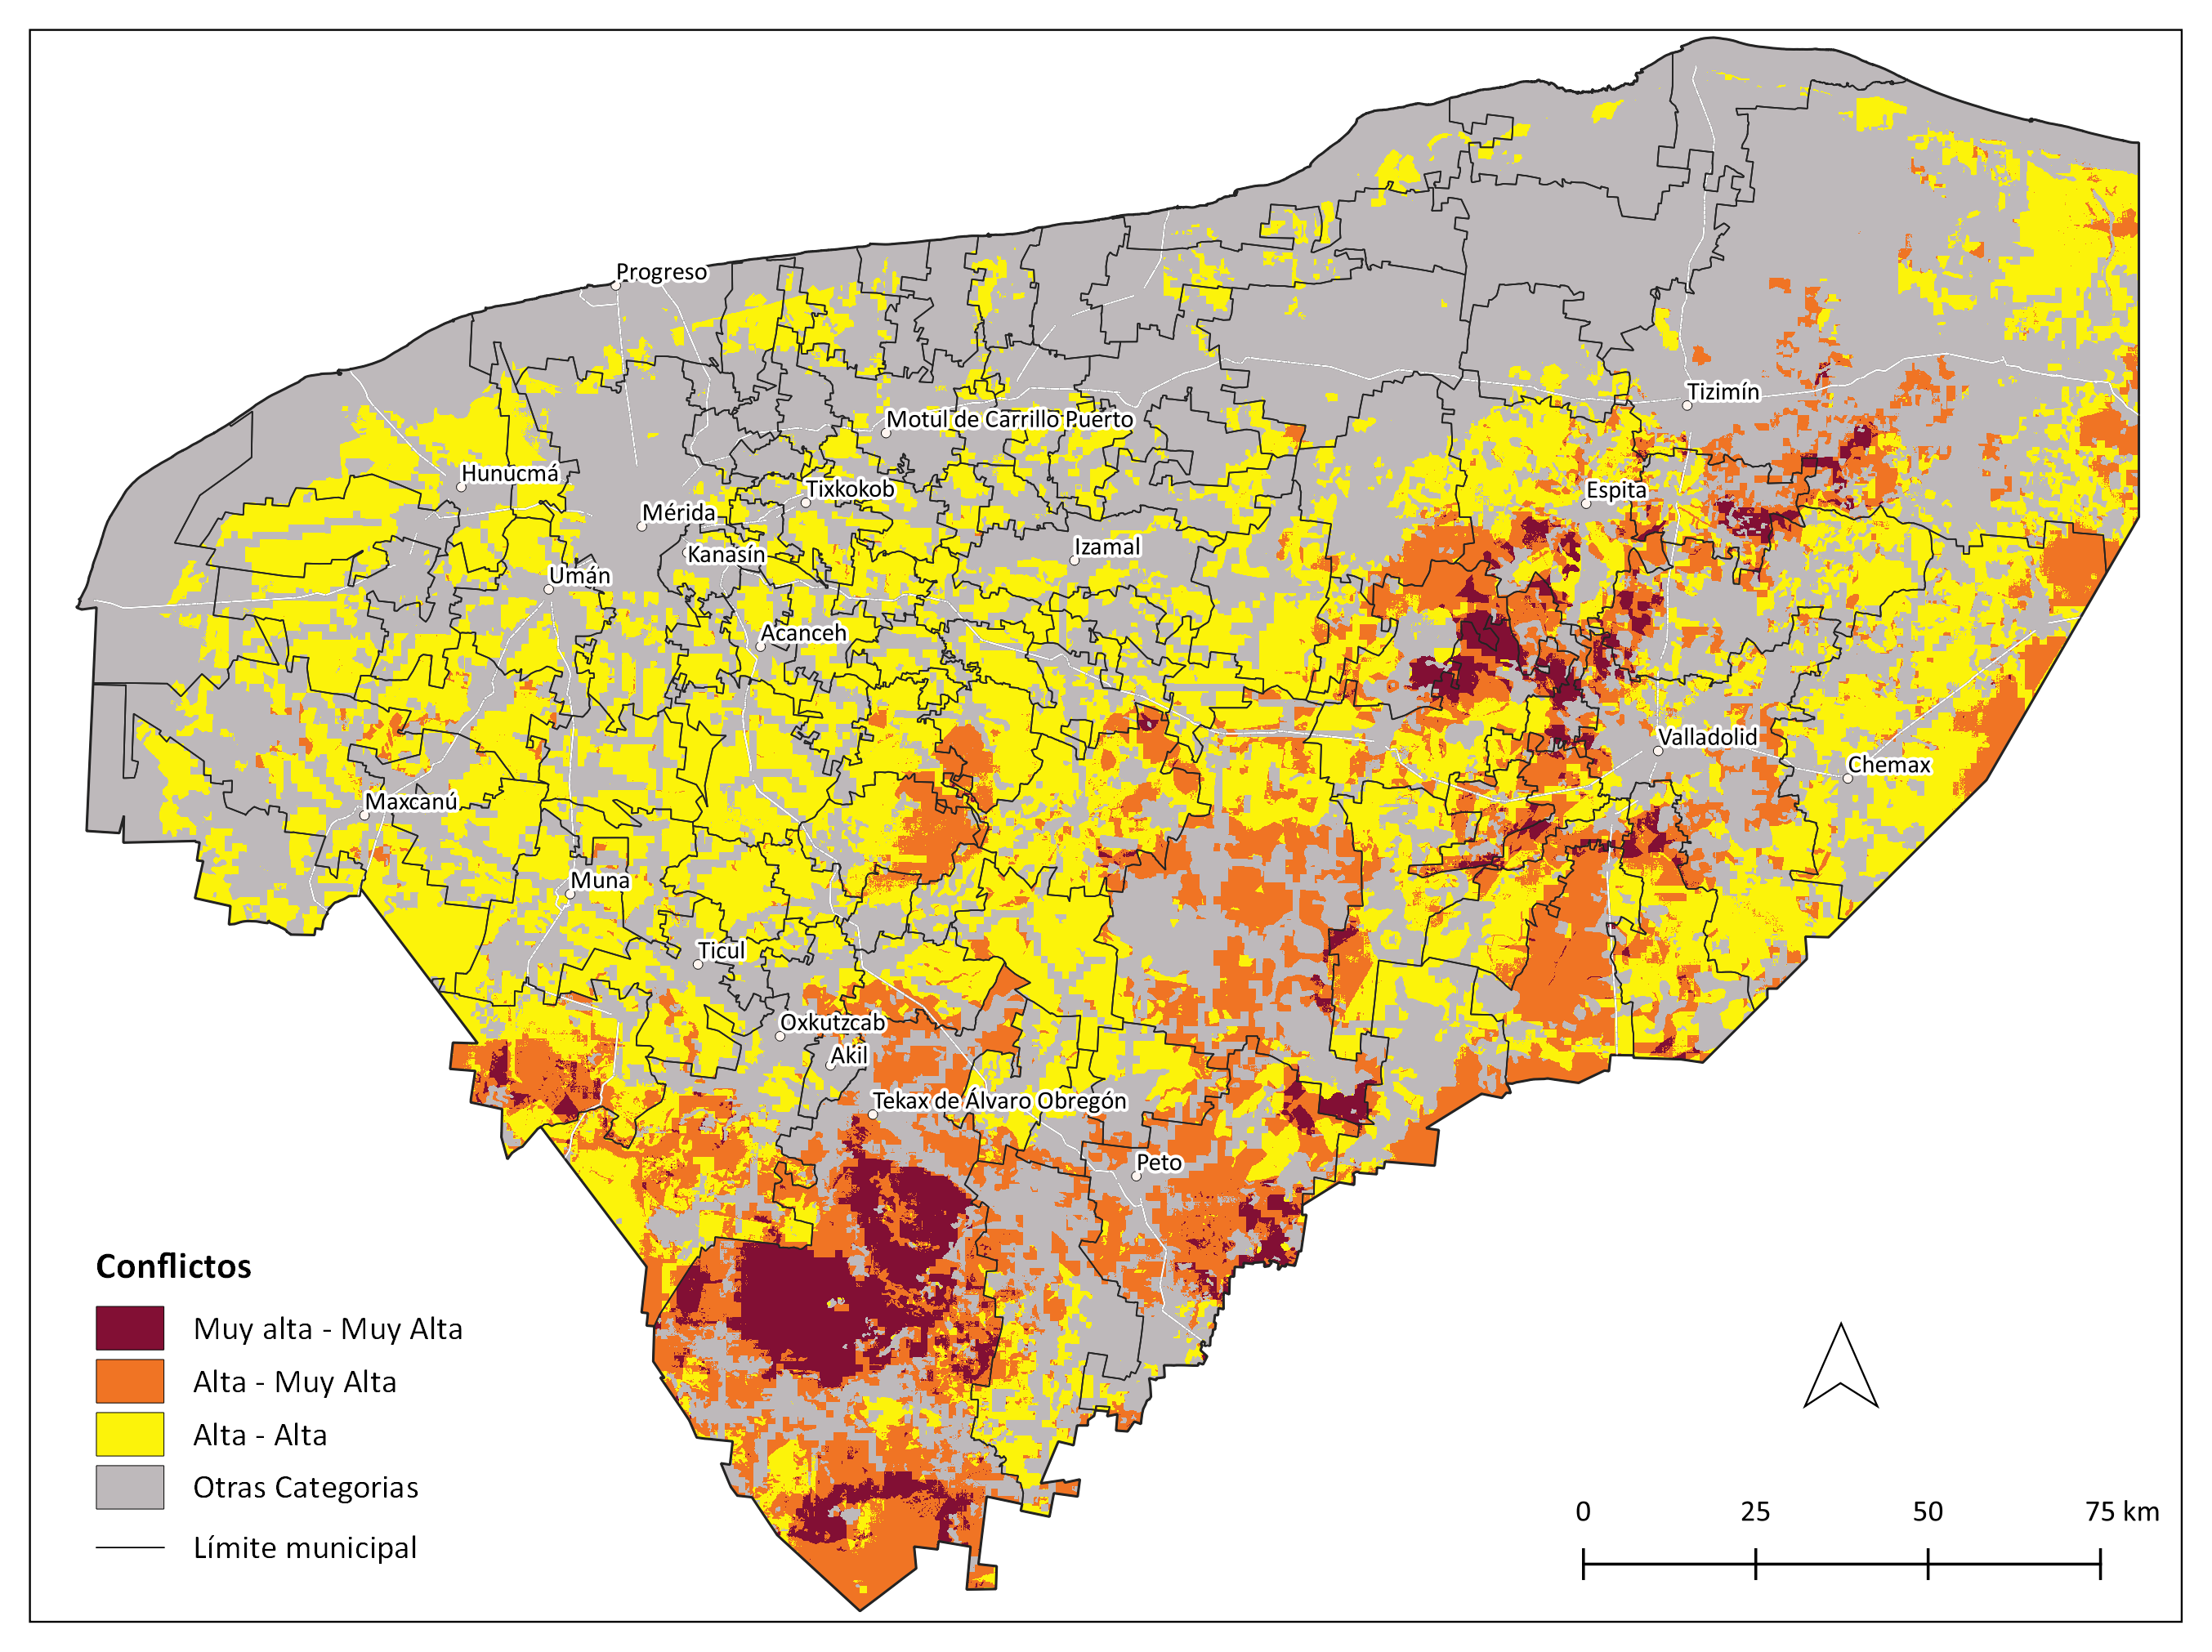 Progreso
Tizimín
Motul de Carrillo Puerto
Hunucmá
Tixkokob
Espita
Mérida
Izamal
Kanasín
Umán
Acanceh
Valladolid
Chemax
Maxcanú
Muna
Ticul
Oxkutzcab
Akil
Tekax de Álvaro Obregón
Peto
Conflictos
Muy alta - Muy Alta
Alta - Muy Alta
Alta - Alta
Otras Categorias
Límite municipal
0 25 50 75 km